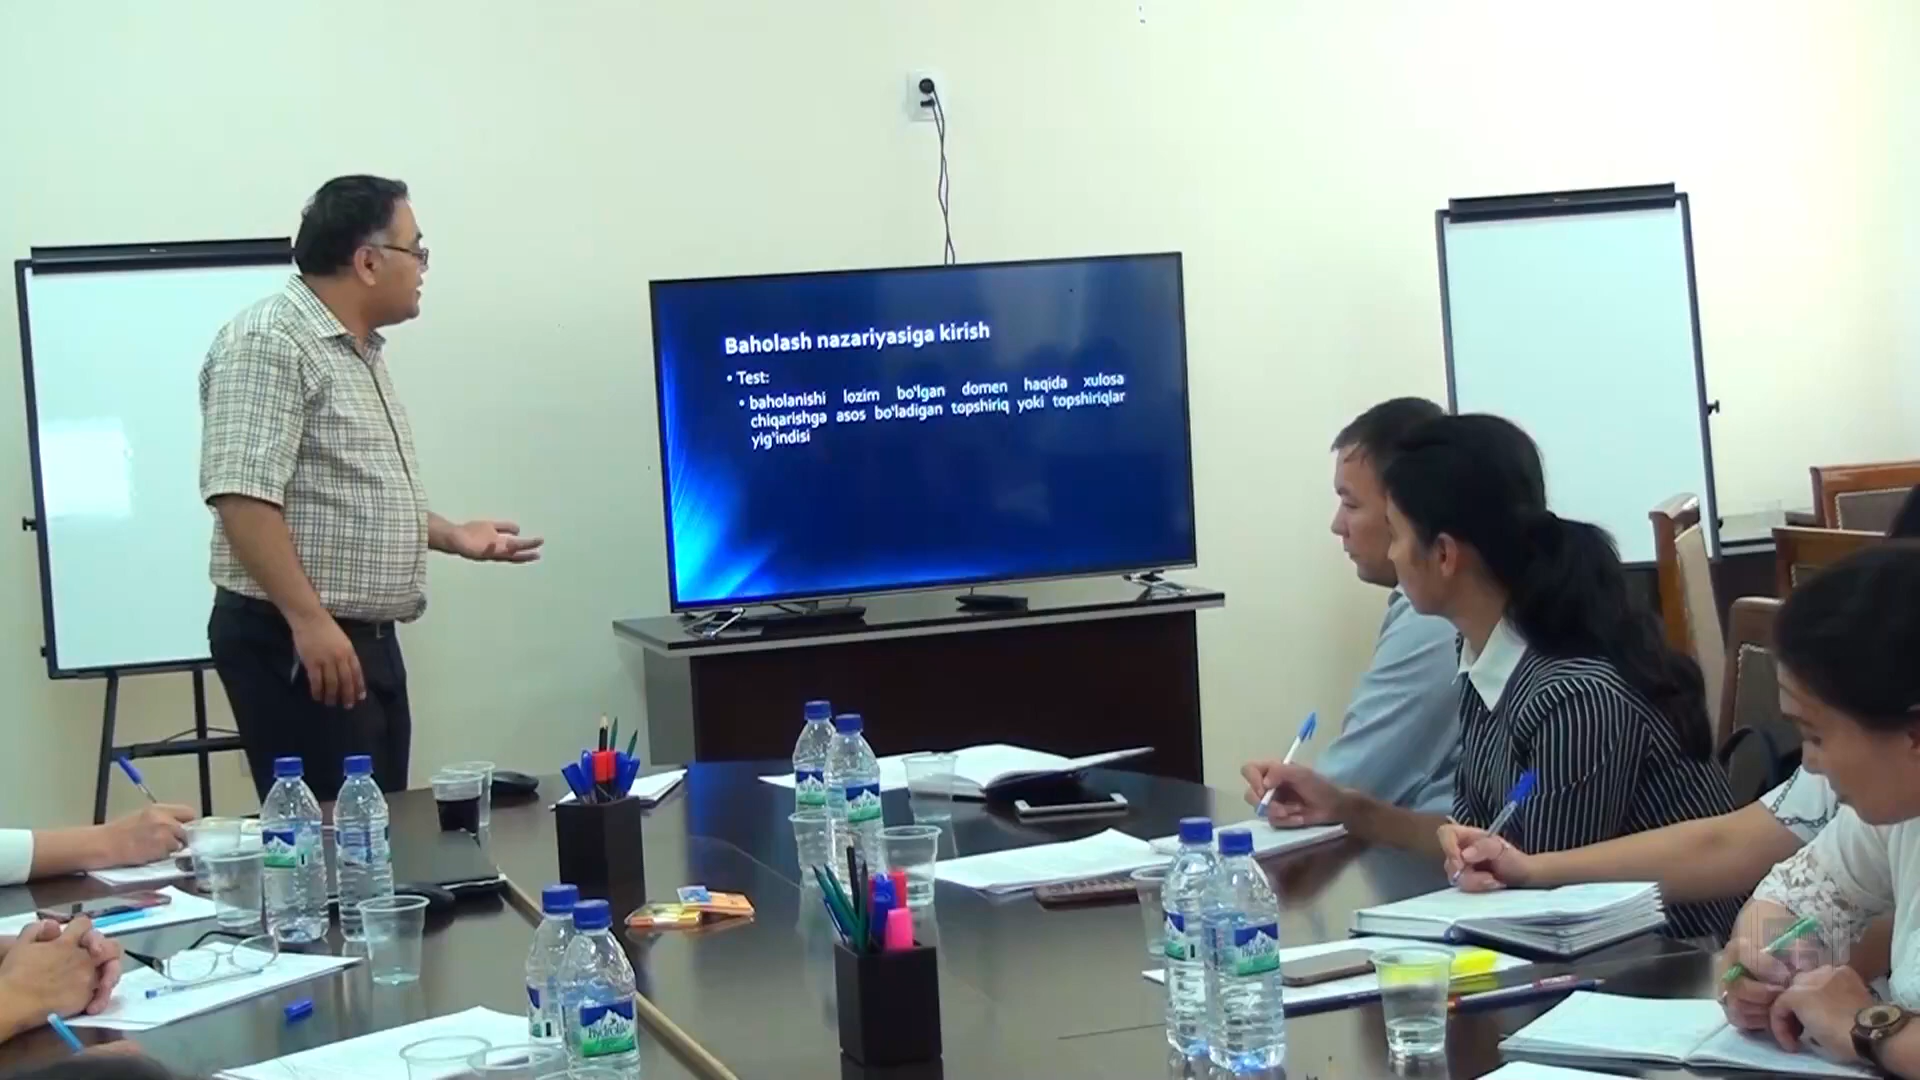 Baholash nazariyasiga kirish
• Test:
• baholanishi lozim bo'lgan domen haqida xulosa
chiqarishga asos bo'ladigan topshiriq yoki topshiriqlar
yig'indisi
hydrolife